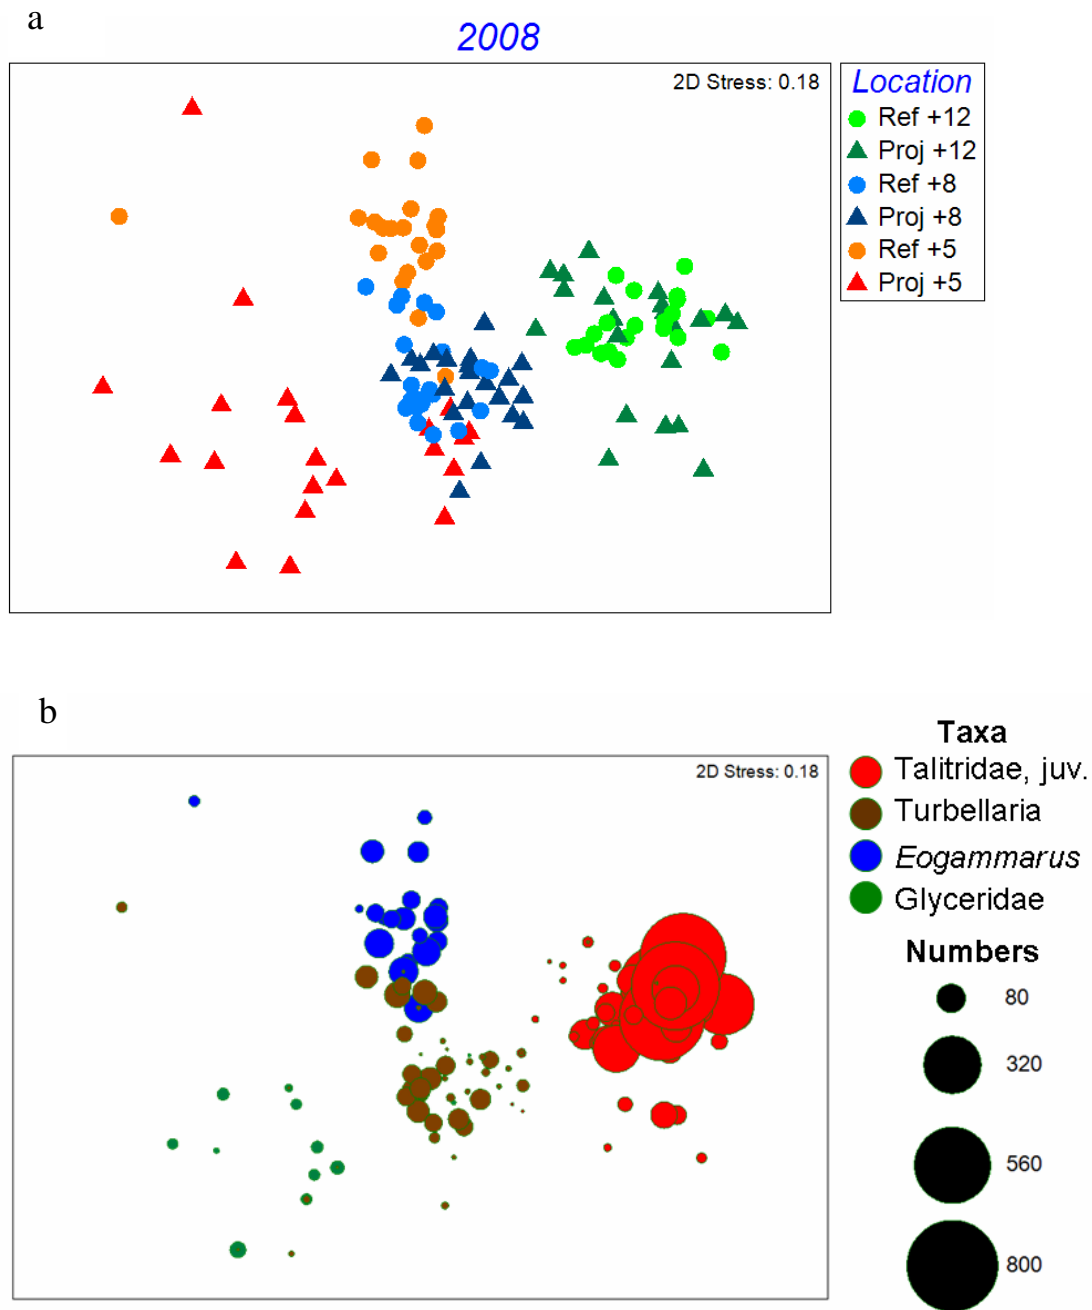 a
2008
2D Stress: 0.18
Location
Ref +12
Proj +12
Ref +8
Proj +8
Ref +5
Proj +5
b
2D Stress: 0.18
Taxa
Talitridae, juv.
Turbellaria
Eogammarus
Glyceridae
Numbers
80
320
560
800